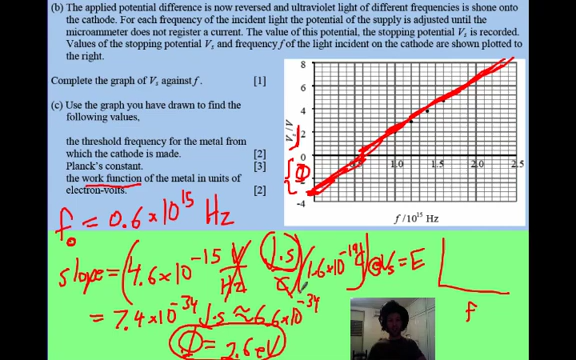 (b) The applied potential difference is now reversed and ultraviolet light of different frequencies is shone onto
the cathode. For each frequency of the incident light the potential of the supply is adjusted until the
microammeter does not register a current. The value of this potential, the stopping potential Vs is recorded.
Values of the stopping potential Vs and frequency f of the light incident on the cathode are shown plotted to
the right.
Complete the graph of Vs against f. [1]
(c) Use the graph you have drawn to find the
following values,
the threshold frequency for the metal from
which the cathode is made. [2]
Planck's constant. [3]
the work function of the metal in units of
electron-volts. [2]
8
6
4
2
0
-4
Vs/V
Φ
1.0
1.5
2.0
2.5
f /10¹⁵ Hz
f₀ = 0.6×10¹⁵ Hz
slope = (4.6×10⁻¹⁵ V/Hz (J.s)/C)(1.6×10⁻¹⁹
eVs = E
= 7.4×10⁻³⁴ J.s ≈ 6.6×10⁻³⁴
f
Φ = 2.6 eV